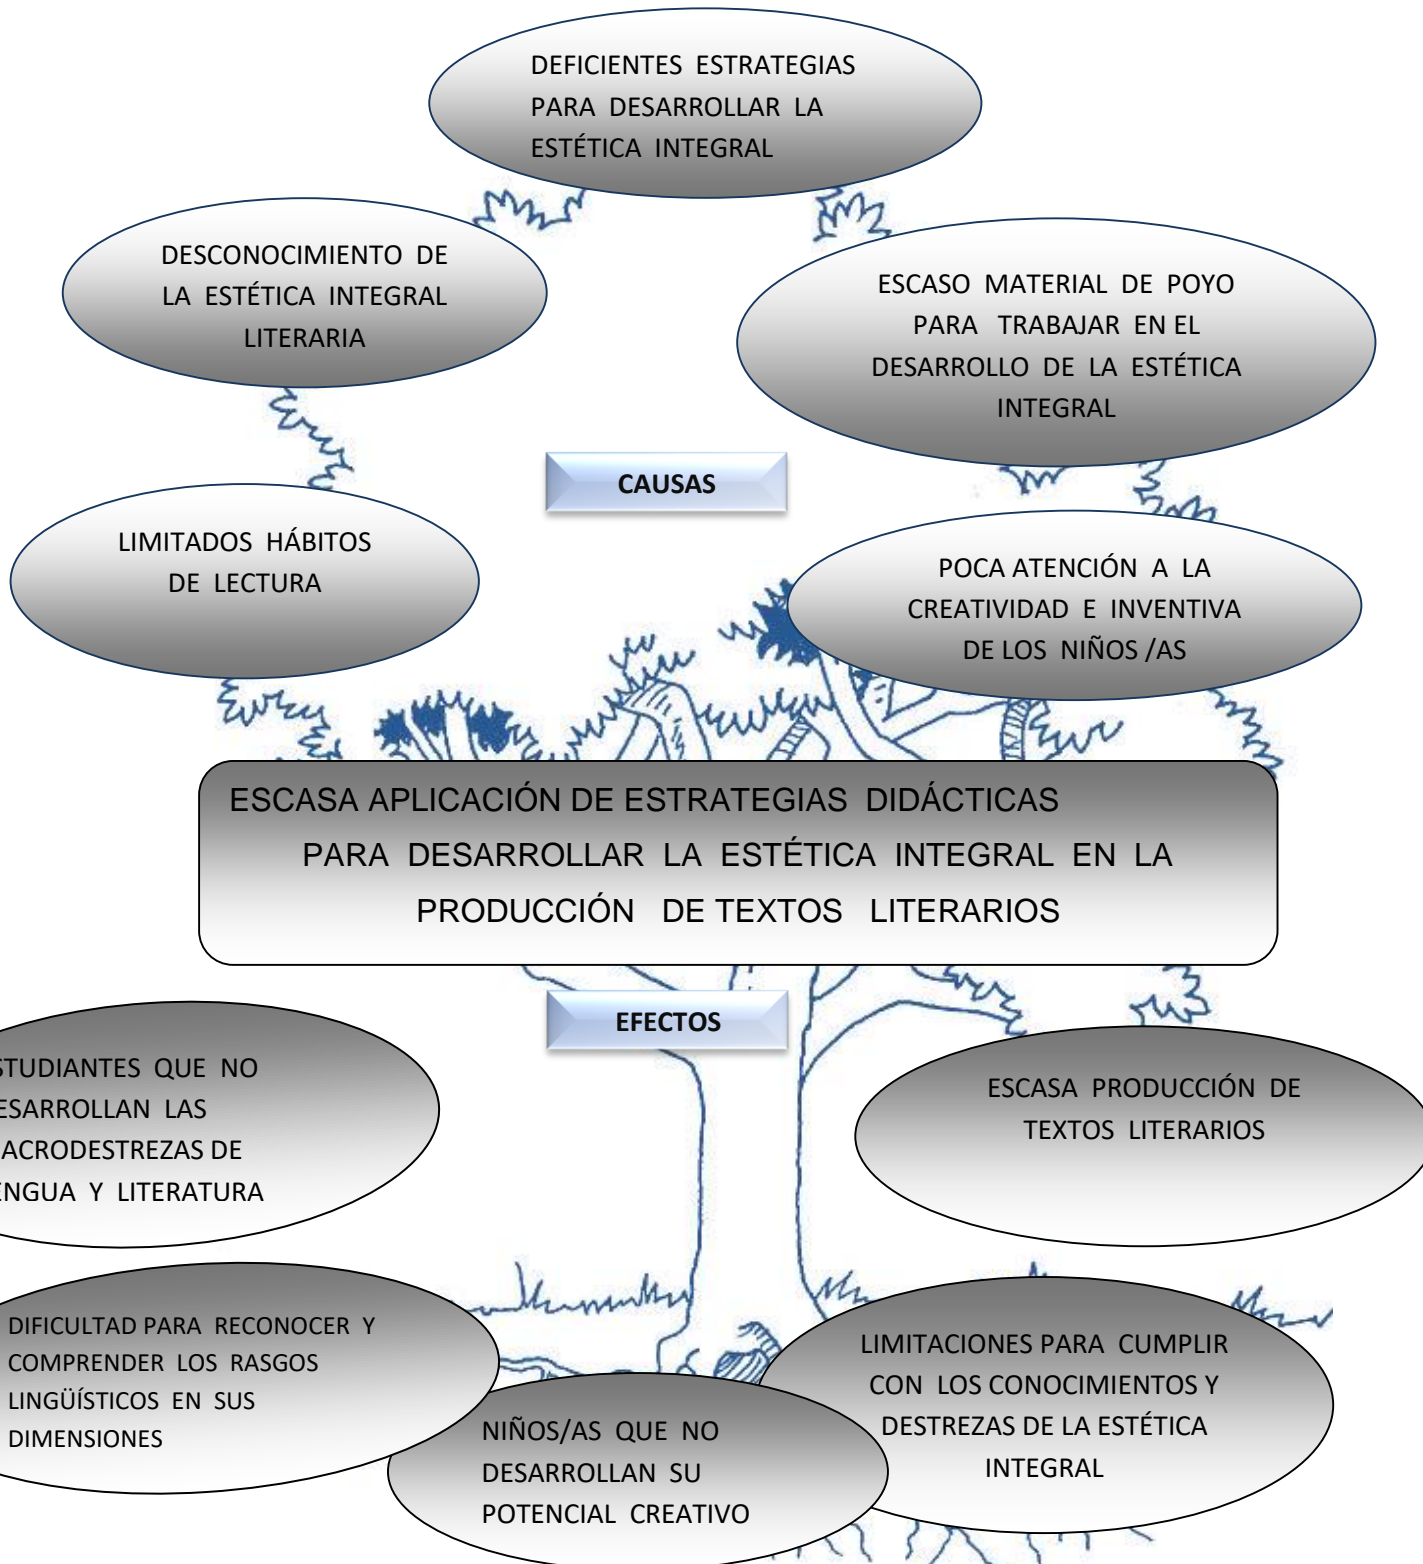 DEFICIENTES ESTRATEGIAS
PARA DESARROLLAR LA
ESTÉTICA INTEGRAL
DESCONOCIMIENTO DE
LA ESTÉTICA INTEGRAL
LITERARIA
ESCASO MATERIAL DE POYO
PARA TRABAJAR EN EL
DESARROLLO DE LA ESTÉTICA
INTEGRAL
CAUSAS
LIMITADOS HÁBITOS
DE LECTURA
POCA ATENCIÓN A LA
CREATIVIDAD E INVENTIVA
DE LOS NIÑOS /AS
ESCASA APLICACIÓN DE ESTRATEGIAS DIDÁCTICAS
PARA DESARROLLAR LA ESTÉTICA INTEGRAL EN LA
PRODUCCIÓN DE TEXTOS LITERARIOS
EFECTOS
STUDIANTES QUE NO
ESARROLLAN LAS
ACRODESTREZAS DE
ENGUA Y LITERATURA
ESCASA PRODUCCIÓN DE
TEXTOS LITERARIOS
DIFICULTAD PARA RECONOCER Y
COMPRENDER LOS RASGOS
LINGÜÍSTICOS EN SUS
DIMENSIONES
NIÑOS/AS QUE NO
DESARROLLAN SU
POTENCIAL CREATIVO
LIMITACIONES PARA CUMPLIR
CON LOS CONOCIMIENTOS Y
DESTREZAS DE LA ESTÉTICA
INTEGRAL